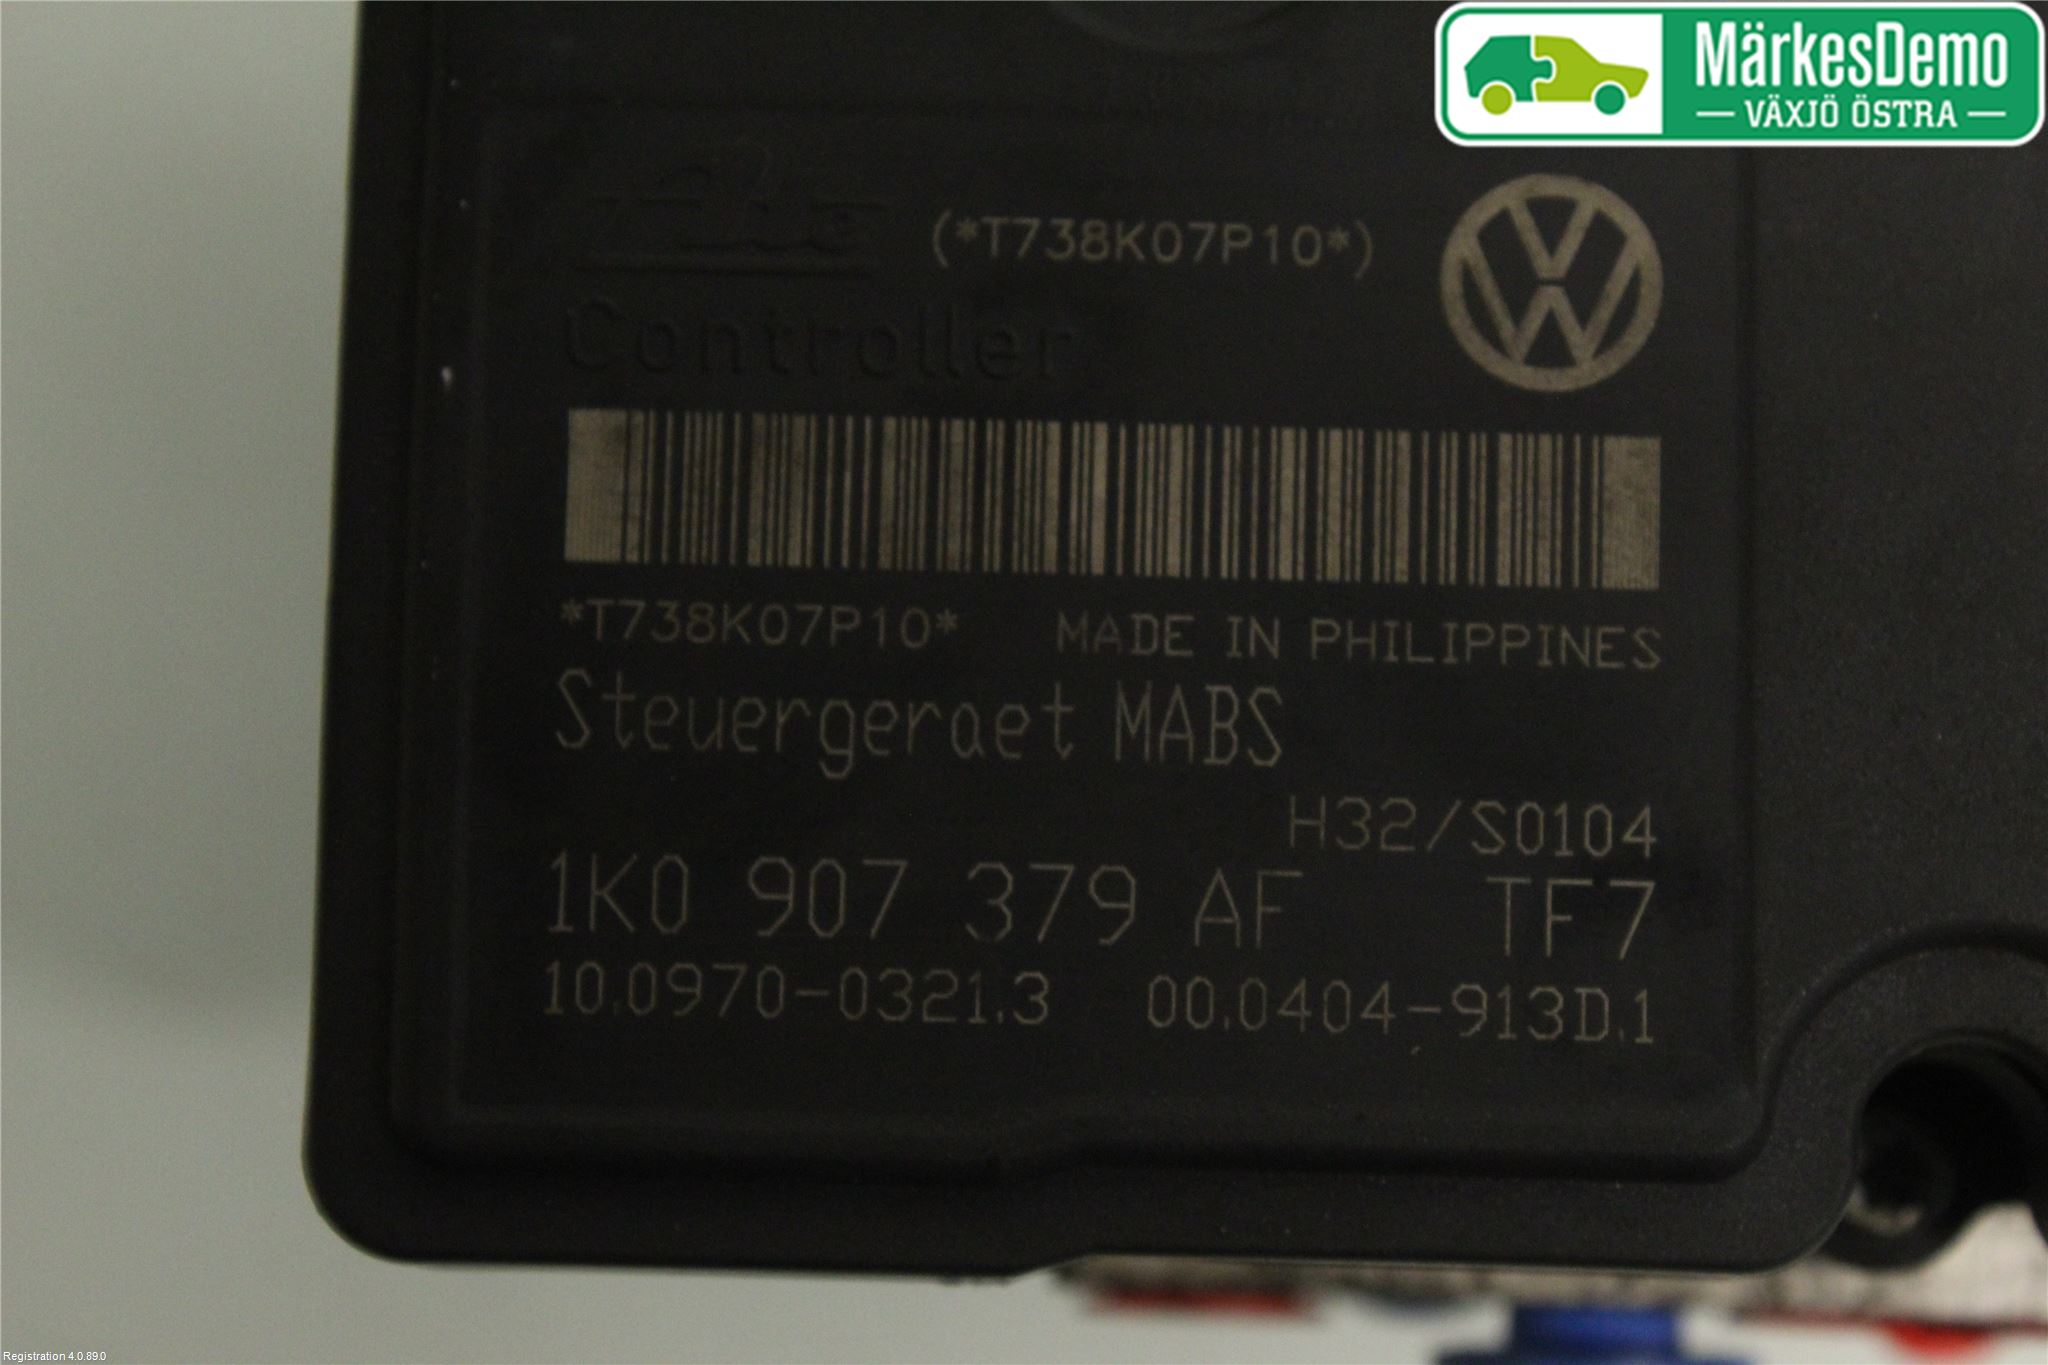 MärkesDemo
VÄXJÖ ÖSTRA
(*T738K07P10*)
Controller
*T738K07P10* MADE IN PHILIPPINES
Steuergeraet MABS
H32/S0104
1K0 907 379 AF TF7
10.0970-0321.3 00.0404-913D.1
Registration 4.0.89.0